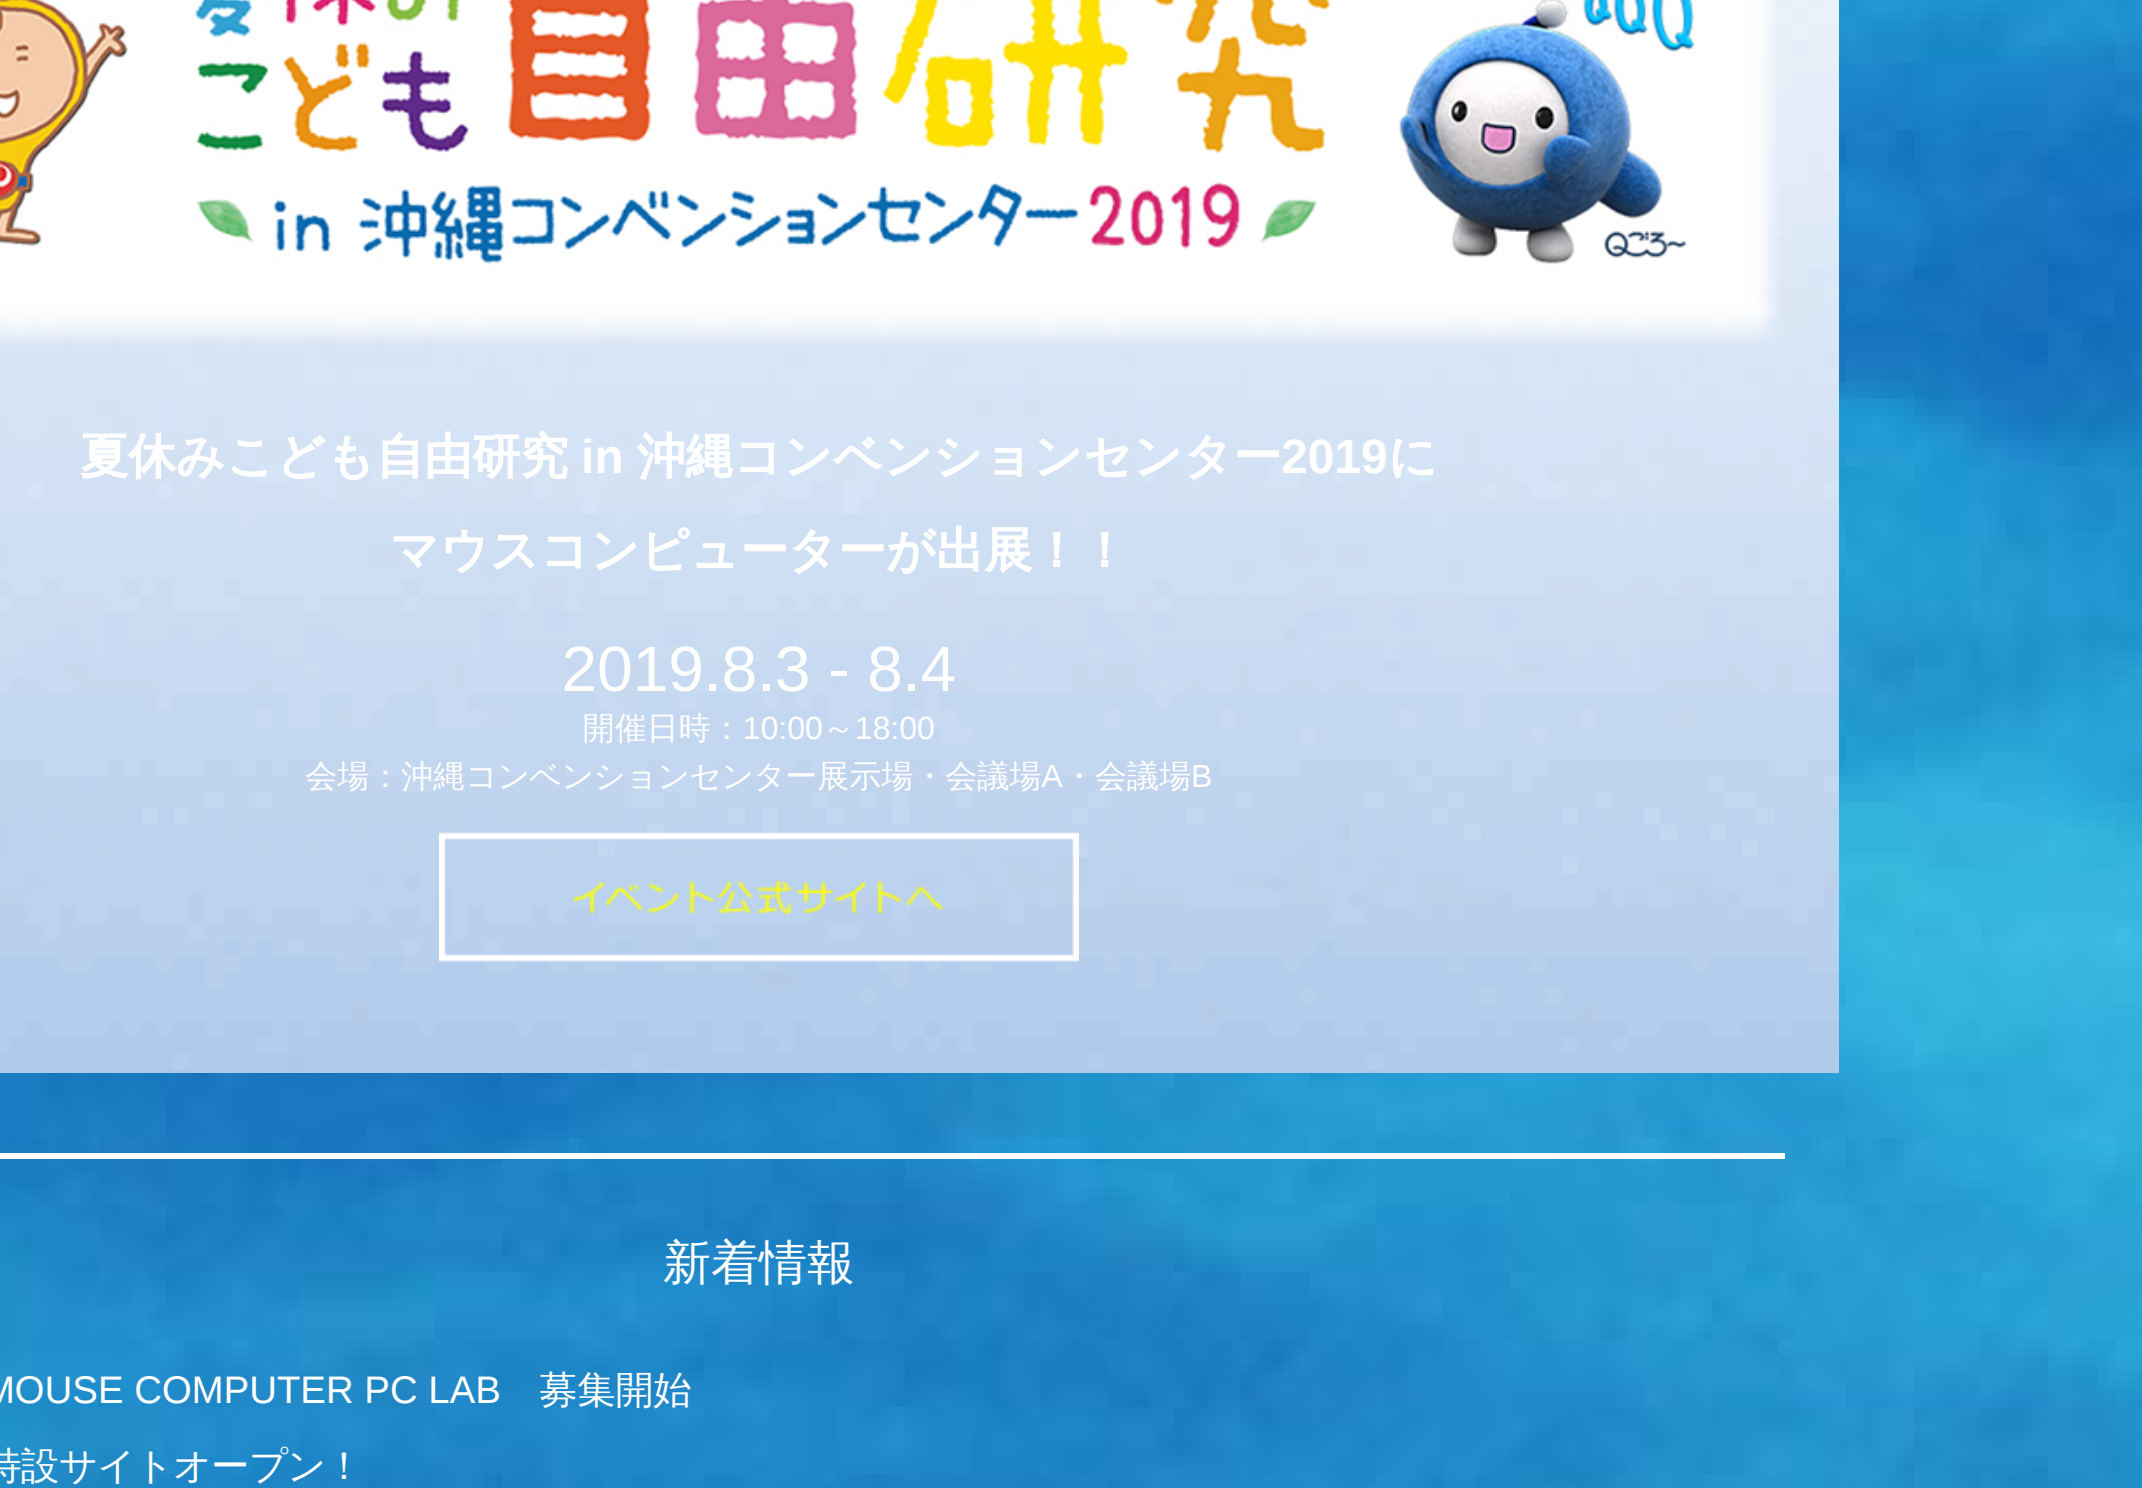 夏休み
こども自由研究
in 沖縄コンベンションセンター2019
QQQ
Qごろ～
夏休みこども自由研究 in 沖縄コンベンションセンター2019に
マウスコンピューターが出展！！
2019.8.3 - 8.4
開催日時：10:00～18:00
会場：沖縄コンベンションセンター展示場・会議場A・会議場B
イベント公式サイトへ
新着情報
MOUSE COMPUTER PC LAB　募集開始
特設サイトオープン！